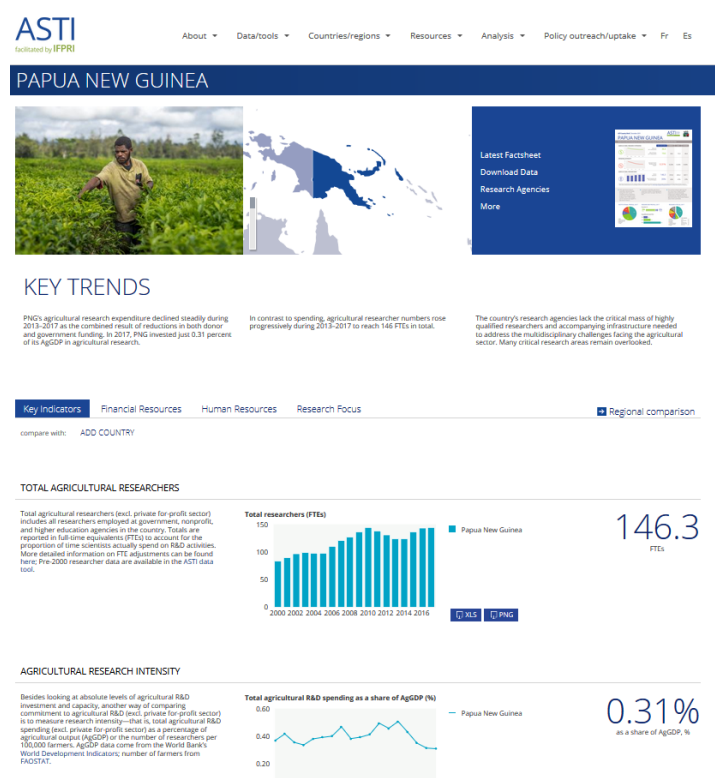 ASTI
facilitated by IFPRI
About Data/tools Countries/regions Resources Analysis Policy outreach/uptake Fr Es
PAPUA NEW GUINEA
Latest Factsheet
Download Data
Research Agencies
More
KEY TRENDS
PNG's agricultural research expenditure declined steadily during
2013–2017 as the combined result of reductions in both donor
and government funding. In 2017, PNG invested just 0.31 percent
of its AgGDP in agricultural research.
In contrast to spending, agricultural researcher numbers rose
progressively during 2013–2017 to reach 146 FTEs in total.
The country's research agencies lack the critical mass of highly
qualified researchers and accompanying infrastructure needed
to address the multidisciplinary challenges facing the agricultural
sector. Many critical research areas remain overlooked.
Key Indicators Financial Resources Human Resources Research Focus Regional comparison
compare with: ADD COUNTRY
TOTAL AGRICULTURAL RESEARCHERS
Total agricultural researchers (excl. private for-profit sector)
includes all researchers employed at government, nonprofit,
and higher education agencies in the country. Totals are
reported in full-time equivalents (FTEs) to account for the
proportion of time scientists actually spend on R&D activities.
More detailed information on FTE adjustments can be found
here; Pre-2000 researcher data are available in the ASTI data
tool.
Total researchers (FTEs)
150
100
50
0
2000 2002 2004 2006 2008 2010 2012 2014 2016
Papua New Guinea
XLS PNG
146.3
FTEs
AGRICULTURAL RESEARCH INTENSITY
Besides looking at absolute levels of agricultural R&D
investment and capacity, another way of comparing
commitment to agricultural R&D (excl. private for-profit sector)
is to measure research intensity—that is, total agricultural R&D
spending (excl. private for-profit sector) as a percentage of
agricultural output (AgGDP) or the number of researchers per
100,000 farmers. AgGDP data come from the World Bank's
World Development Indicators; number of farmers from
FAOSTAT.
Total agricultural R&D spending as a share of AgGDP (%)
0.60
0.40
0.20
Papua New Guinea
0.31%
as a share of AgGDP, %